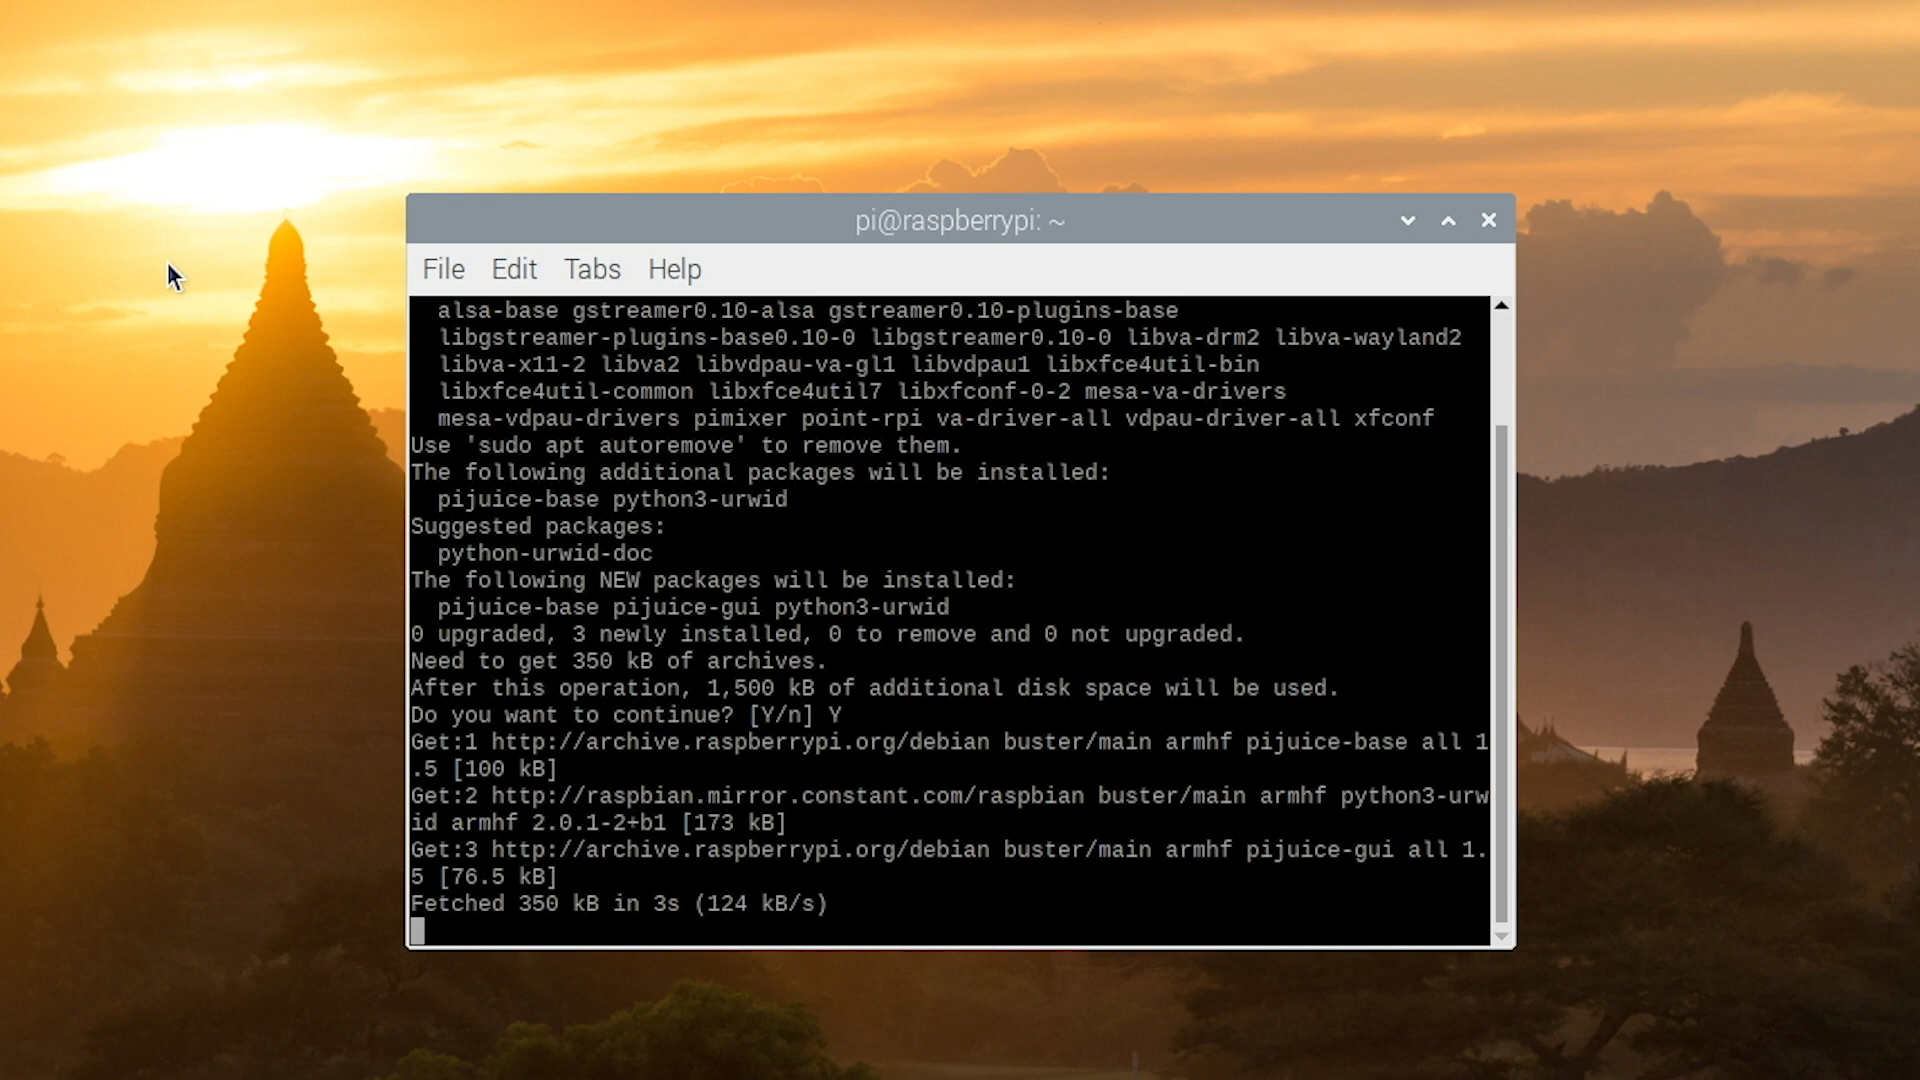 pi@raspberrypi: ~
File Edit Tabs Help
alsa-base gstreamer0.10-alsa gstreamer0.10-plugins-base
libgstreamer-plugins-base0.10-0 libgstreamer0.10-0 libva-drm2 libva-wayland2
libva-x11-2 libva2 libvdpau-va-gl1 libvdpau1 libxfce4util-bin
libxfce4util-common libxfce4util7 libxfconf-0-2 mesa-va-drivers
mesa-vdpau-drivers pimixer point-rpi va-driver-all vdpau-driver-all xfconf
Use 'sudo apt autoremove' to remove them.
The following additional packages will be installed:
pijuice-base python3-urwid
Suggested packages:
python-urwid-doc
The following NEW packages will be installed:
pijuice-base pijuice-gui python3-urwid
0 upgraded, 3 newly installed, 0 to remove and 0 not upgraded.
Need to get 350 kB of archives.
After this operation, 1,500 kB of additional disk space will be used.
Do you want to continue? [Y/n] Y
Get:1 http://archive.raspberrypi.org/debian buster/main armhf pijuice-base all 1
.5 [100 kB]
Get:2 http://raspbian.mirror.constant.com/raspbian buster/main armhf python3-urw
id armhf 2.0.1-2+b1 [173 kB]
Get:3 http://archive.raspberrypi.org/debian buster/main armhf pijuice-gui all 1.
5 [76.5 kB]
Fetched 350 kB in 3s (124 kB/s)